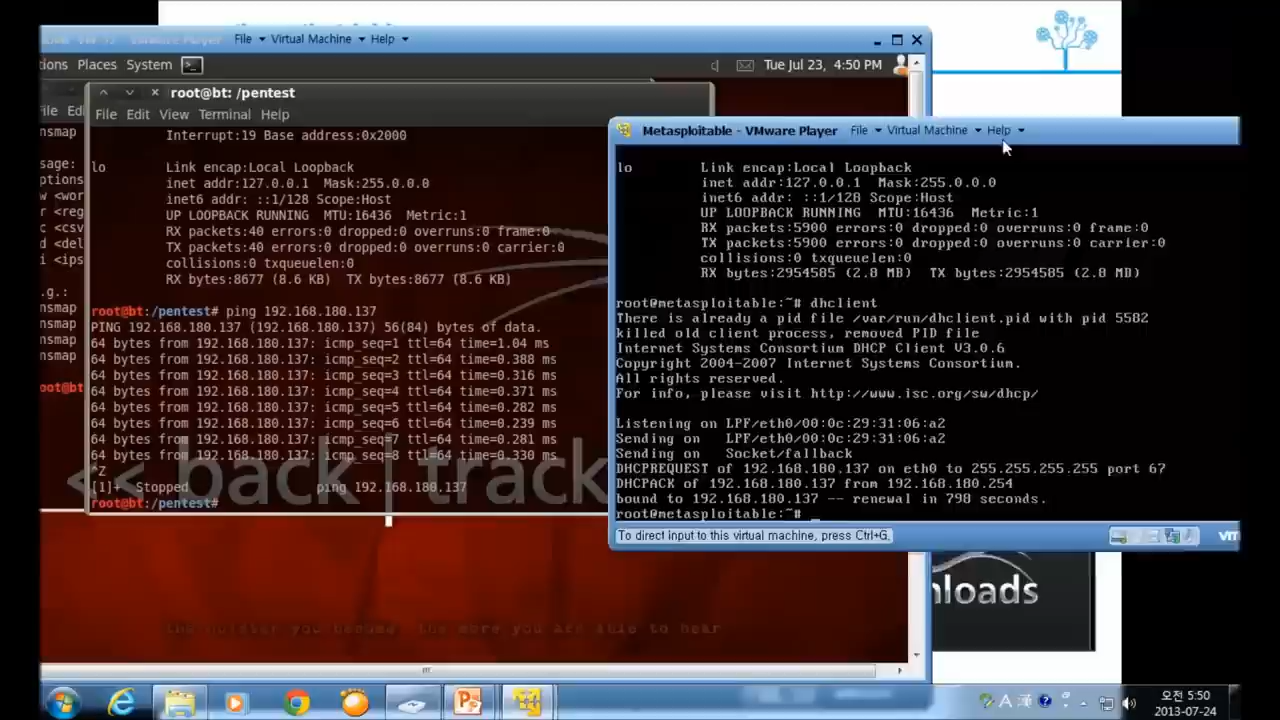 File Virtual Machine Help
Places System
Tue Jul 23, 4:50 PM
root@bt: /pentest
File Edit View Terminal Help
Interrupt:19 Base address:0x2000
lo Link encap:Local Loopback
inet addr:127.0.0.1 Mask:255.0.0.0
inet6 addr: ::1/128 Scope:Host
UP LOOPBACK RUNNING MTU:16436 Metric:1
RX packets:40 errors:0 dropped:0 overruns:0 frame:0
TX packets:40 errors:0 dropped:0 overruns:0 carrier:0
collisions:0 txqueuelen:0
RX bytes:8677 (8.6 KB) TX bytes:8677 (8.6 KB)
root@bt:/pentest# ping 192.168.180.137
PING 192.168.180.137 (192.168.180.137) 56(84) bytes of data.
64 bytes from 192.168.180.137: icmp_seq=1 ttl=64 time=1.04 ms
64 bytes from 192.168.180.137: icmp_seq=2 ttl=64 time=0.388 ms
64 bytes from 192.168.180.137: icmp_seq=3 ttl=64 time=0.316 ms
64 bytes from 192.168.180.137: icmp_seq=4 ttl=64 time=0.371 ms
64 bytes from 192.168.180.137: icmp_seq=5 ttl=64 time=0.282 ms
64 bytes from 192.168.180.137: icmp_seq=6 ttl=64 time=0.239 ms
64 bytes from 192.168.180.137: icmp_seq=7 ttl=64 time=0.281 ms
64 bytes from 192.168.180.137: icmp_seq=8 ttl=64 time=0.330 ms
^Z
[1]+ Stopped ping 192.168.180.137
root@bt:/pentest#
<< back | track
the quieter you become, the more you are able to hear
Metasploitable - VMware Player File Virtual Machine Help
lo Link encap:Local Loopback
inet addr:127.0.0.1 Mask:255.0.0.0
inet6 addr: ::1/128 Scope:Host
UP LOOPBACK RUNNING MTU:16436 Metric:1
RX packets:5900 errors:0 dropped:0 overruns:0 frame:0
TX packets:5900 errors:0 dropped:0 overruns:0 carrier:0
collisions:0 txqueuelen:0
RX bytes:2954585 (2.8 MB) TX bytes:2954585 (2.8 MB)
root@metasploitable:~# dhclient
There is already a pid file /var/run/dhclient.pid with pid 5582
killed old client process, removed PID file
Internet Systems Consortium DHCP Client V3.0.6
Copyright 2004-2007 Internet Systems Consortium.
All rights reserved.
For info, please visit http://www.isc.org/sw/dhcp/
Listening on LPF/eth0/00:0c:29:31:06:a2
Sending on LPF/eth0/00:0c:29:31:06:a2
Sending on Socket/fallback
DHCPREQUEST of 192.168.180.137 on eth0 to 255.255.255.255 port 67
DHCPACK of 192.168.180.137 from 192.168.180.254
bound to 192.168.180.137 -- renewal in 798 seconds.
root@metasploitable:~#
To direct input to this virtual machine, press Ctrl+G.
nloads
A 漢
오전 5:50
2013-07-24